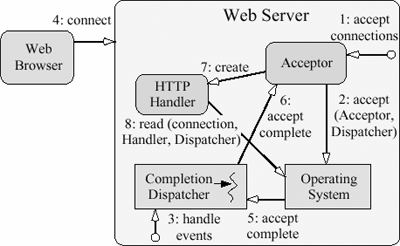 Web Server
4: connect
1: accept
connections
Web
Browser
7: create
Acceptor
HTTP
Handler
6:
accept
complete
2: accept
(Acceptor,
Dispatcher)
8: read (connection,
Handler, Dispatcher)
Completion
Dispatcher
Operating
System
3: handle
events
5: accept
complete